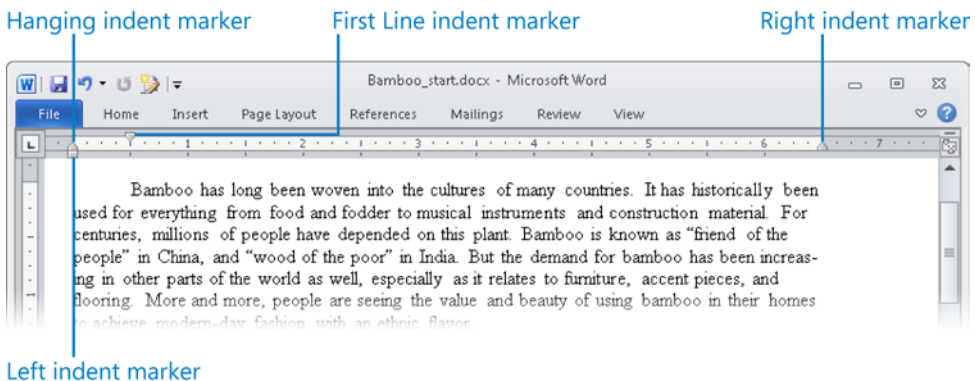 Hanging indent marker First Line indent marker Right indent marker
W Bamboo_start.docx - Microsoft Word
File Home Insert Page Layout References Mailings Review View
L 1 2 3 4 5 6 7
Bamboo has long been woven into the cultures of many countries. It has historically been
used for everything from food and fodder to musical instruments and construction material. For
centuries, millions of people have depended on this plant. Bamboo is known as “friend of the
people” in China, and “wood of the poor” in India. But the demand for bamboo has been increas-
ing in other parts of the world as well, especially as it relates to furniture, accent pieces, and
flooring. More and more, people are seeing the value and beauty of using bamboo in their homes
to achieve modern-day fashion with an ethnic flavor.
Left indent marker